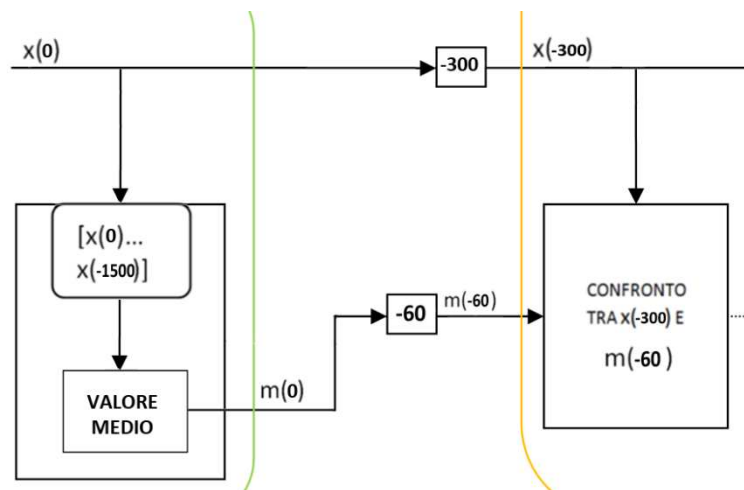 x(0)
-300
x(-300)
[x(0)...
x(-1500)]
CONFRONTO
TRA x(-300) E
m(-60)
-60
m(-60)
m(0)
VALORE
MEDIO